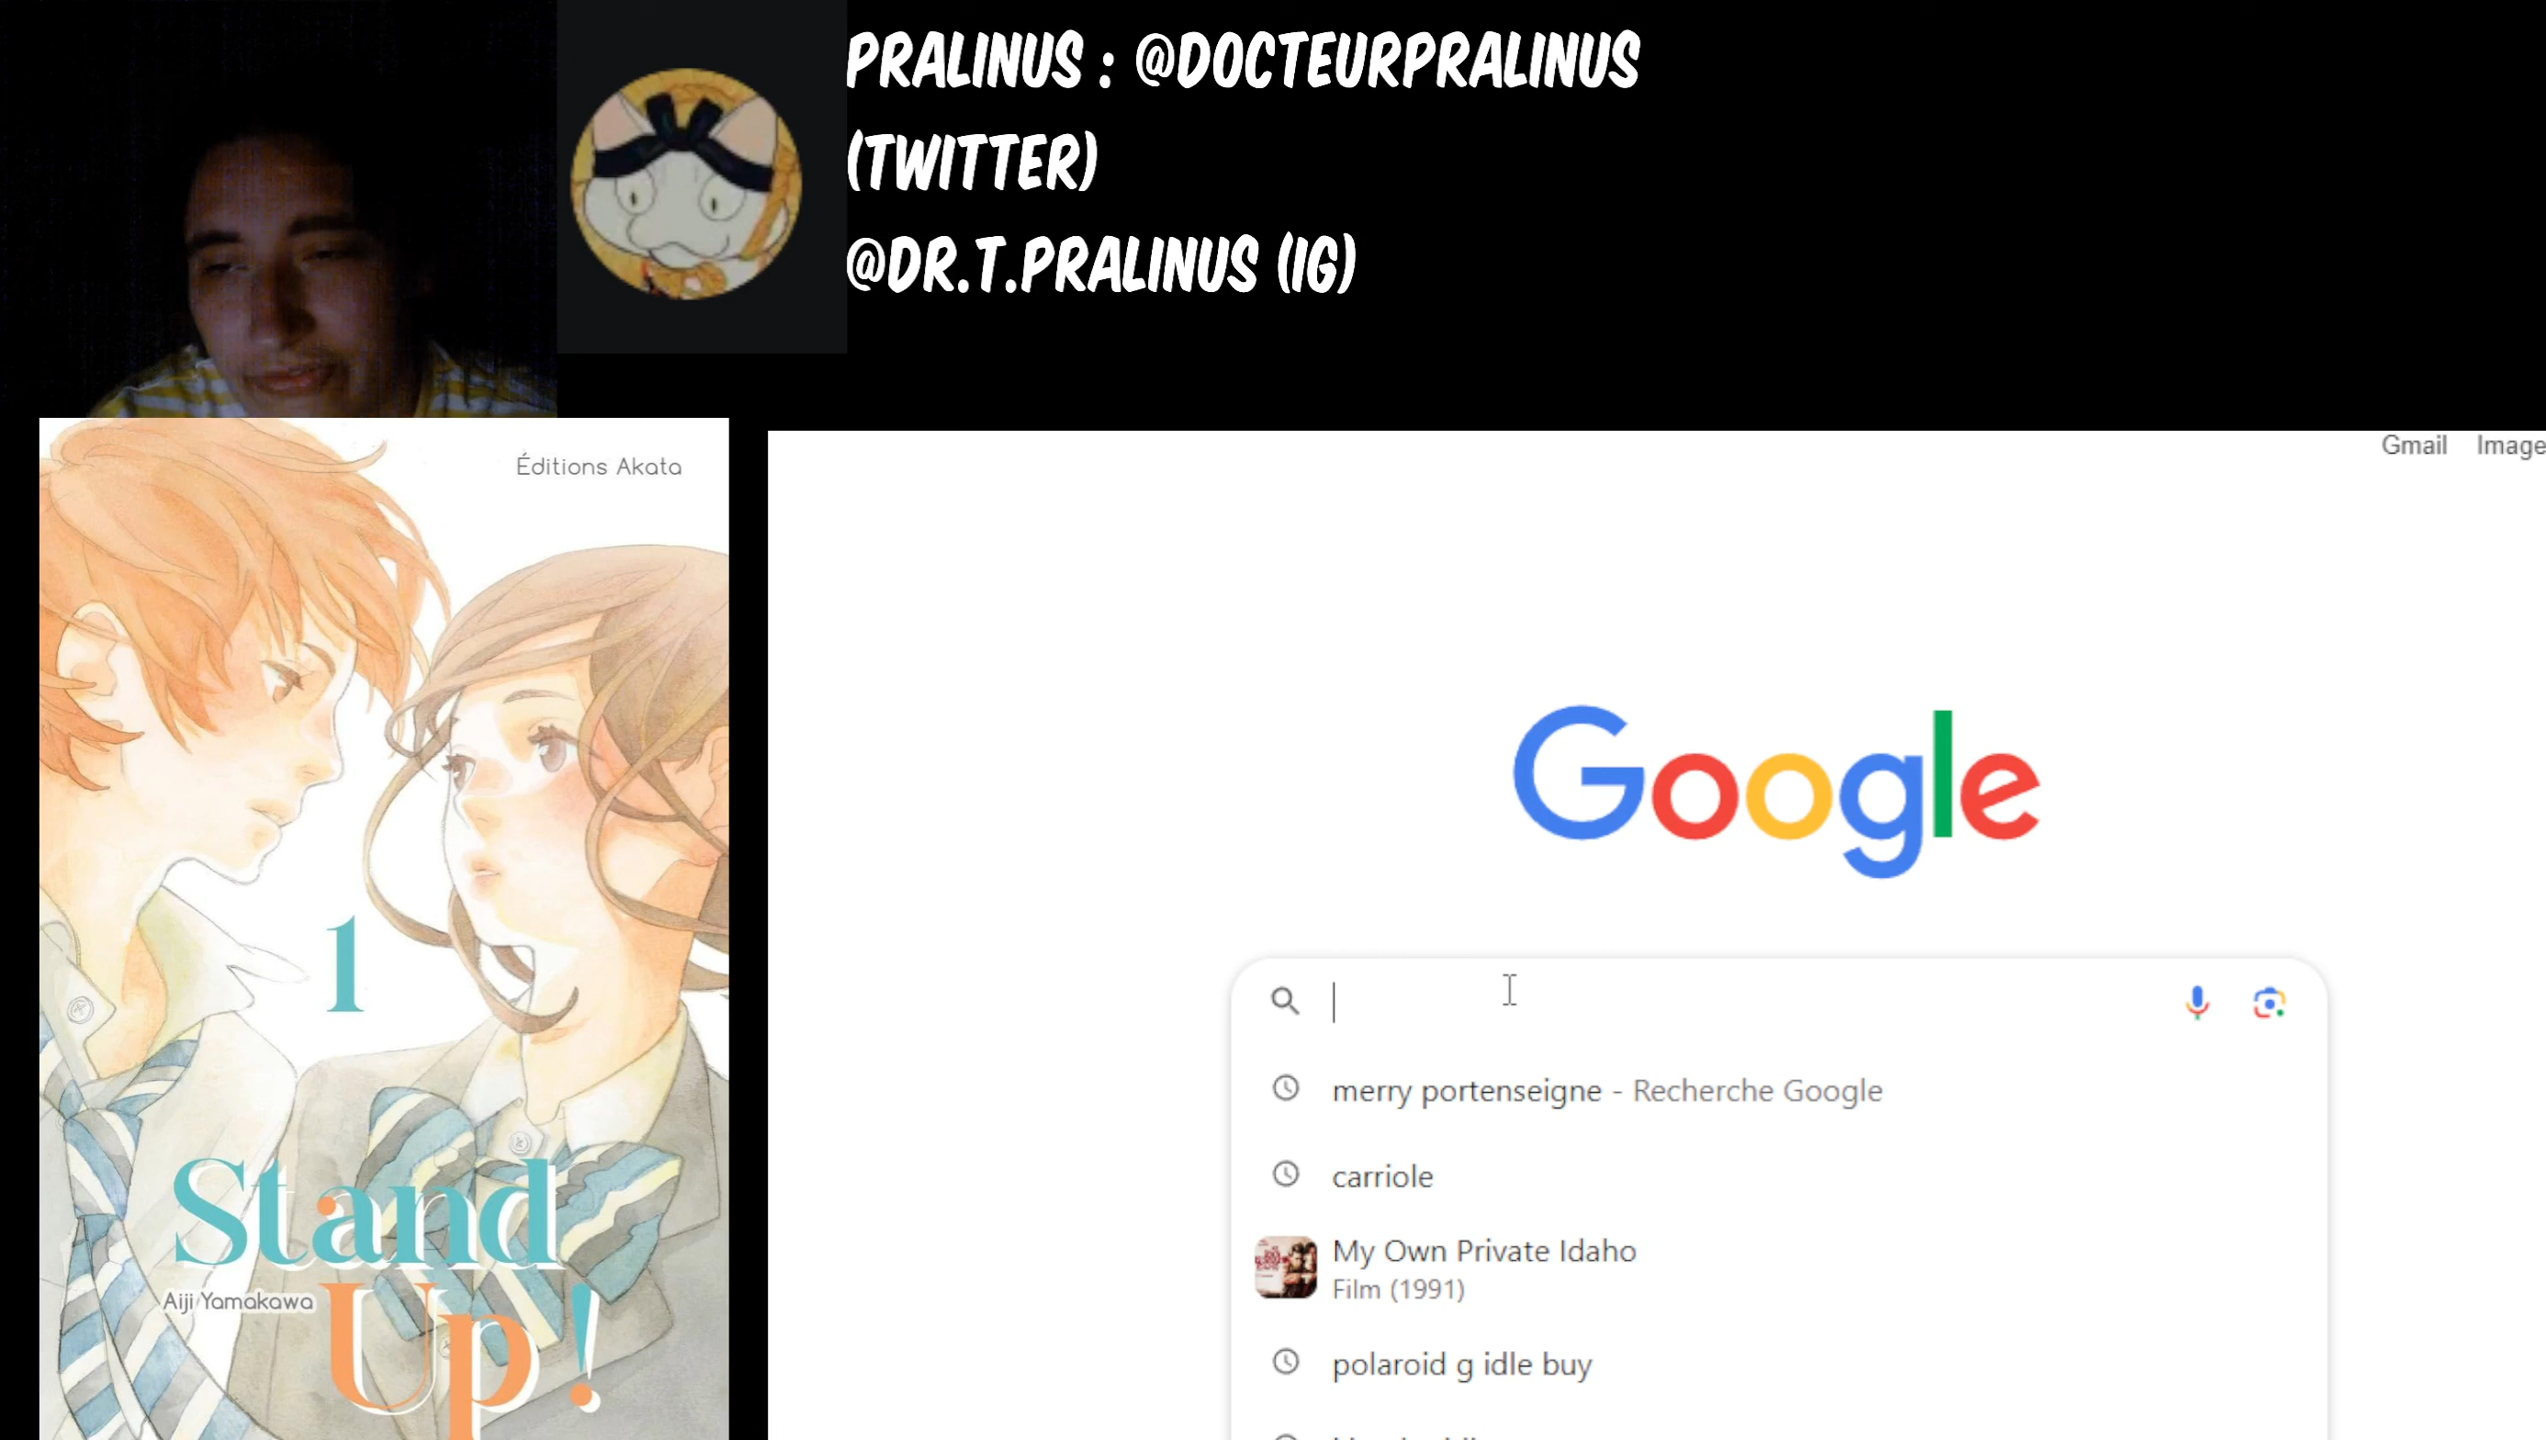 PRALINUS : @DOCTEURPRALINUS
(TWITTER)
@DR.T.PRALINUS (IG)
Éditions Akata
1
Stand
Aiji Yamakawa
Up!
Gmail
Image
Google
merry portenseigne - Recherche Google
carriole
My Own Private Idaho
Film (1991)
polaroid g idle buy